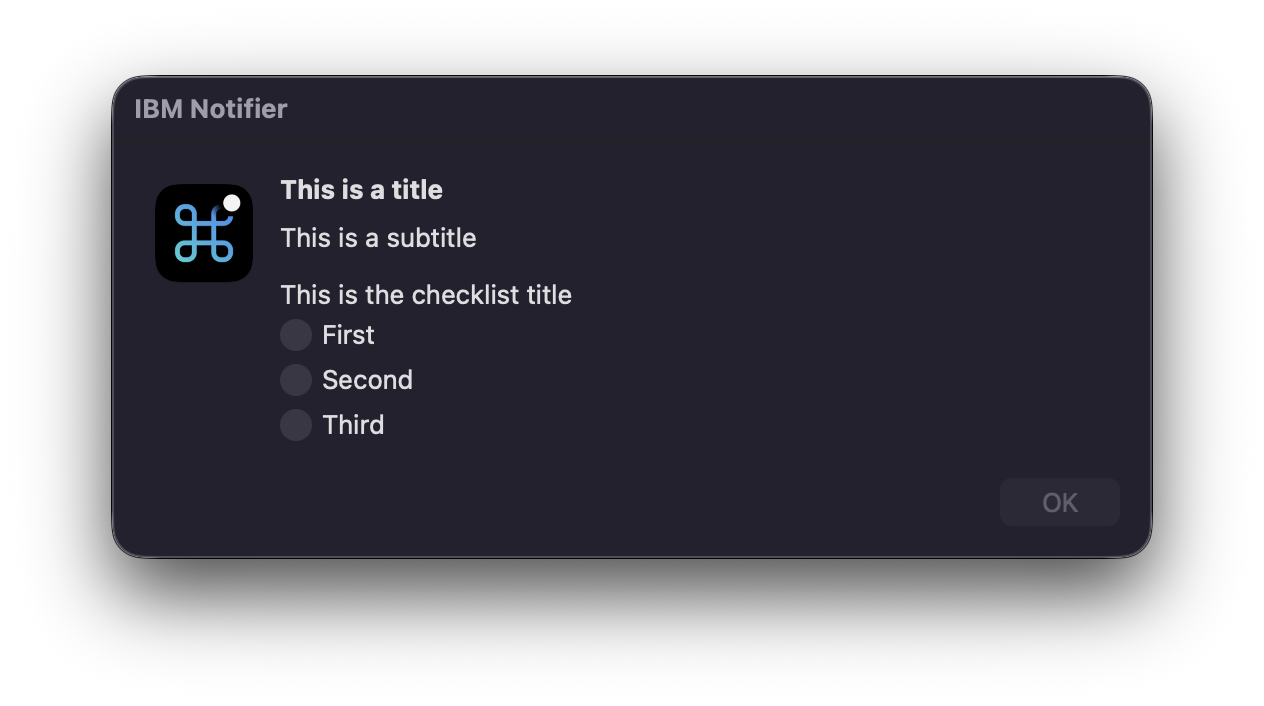 IBM Notifier
This is a title
This is a subtitle
This is the checklist title
First
Second
Third
OK